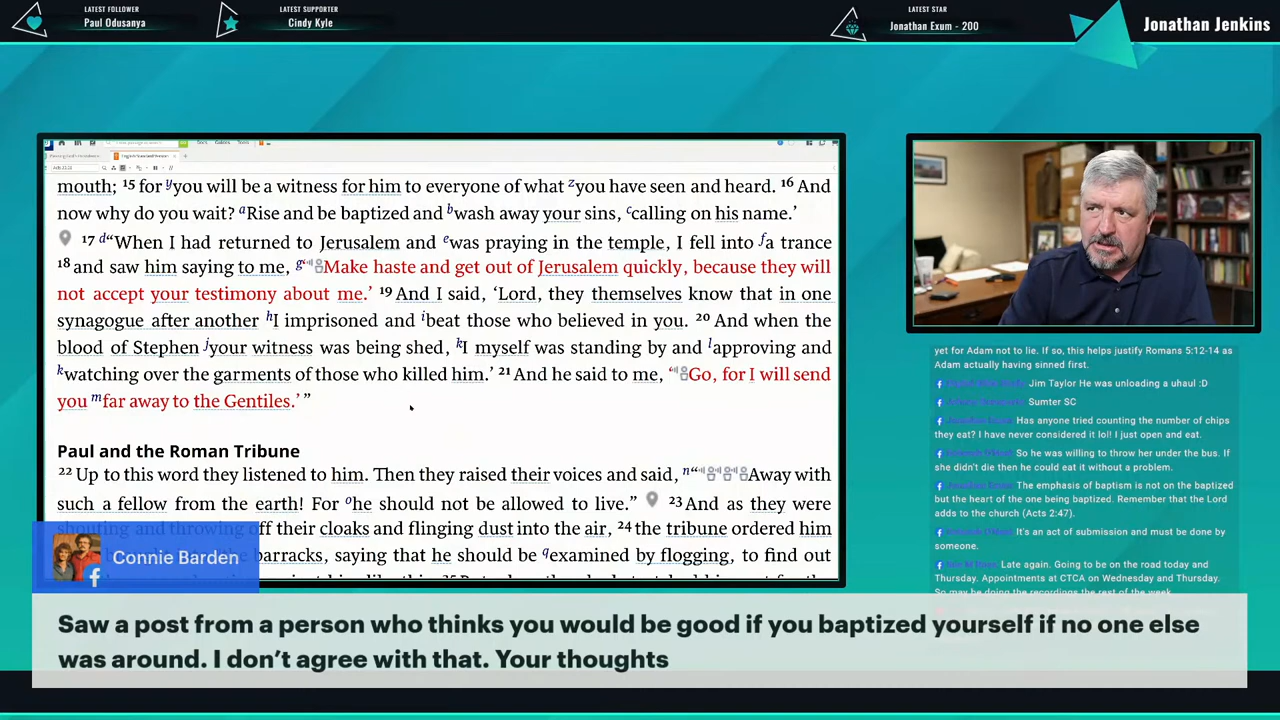 LATEST FOLLOWER
Paul Odusanya
LATEST SUPPORTER
Cindy Kyle
LATEST STAR
Jonathan Exum - 200
Jonathan Jenkins
mouth; 15 for y you will be a witness for him to everyone of what z you have seen and heard. 16 And
now why do you wait? a Rise and be baptized and b wash away your sins, c calling on his name.’
17 d “When I had returned to Jerusalem and e was praying in the temple, I fell into f a trance
18 and saw him saying to me, g ‘Make haste and get out of Jerusalem quickly, because they will
not accept your testimony about me.’ 19 And I said, ‘Lord, they themselves know that in one
synagogue after another h I imprisoned and i beat those who believed in you. 20 And when the
blood of Stephen j your witness was being shed, k I myself was standing by and l approving and
k watching over the garments of those who killed him.’ 21 And he said to me, ‘Go, for I will send
you m far away to the Gentiles.’ ”
Paul and the Roman Tribune
22 Up to this word they listened to him. Then they raised their voices and said, n “Away with
such a fellow from the earth! For o he should not be allowed to live.” 23 And as they were
shouting and throwing off their cloaks and flinging dust into the air, 24 the tribune ordered him
barracks, saying that he should be q examined by flogging, to find out
yet for Adam not to lie. If so, this helps justify Romans 5:12-14 as
Adam actually having sinned first.
Jim Taylor He was unloading a uhaul :D
Sumter SC
Has anyone tried counting the number of chips
they eat? I have never considered it lol! I just open and eat.
So he was willing to throw her under the bus. If
she didn't die then he could eat it without a problem.
The emphasis of baptism is not on the baptized
but the heart of the one being baptized. Remember that the Lord
adds to the church (Acts 2:47).
It's an act of submission and must be done by
someone.
Late again. Going to be on the road today and
Thursday. Appointments at CTCA on Wednesday and Thursday.
So may be doing the recordings the rest of the week.
Connie Barden
Saw a post from a person who thinks you would be good if you baptized yourself if no one else
was around. I don’t agree with that. Your thoughts